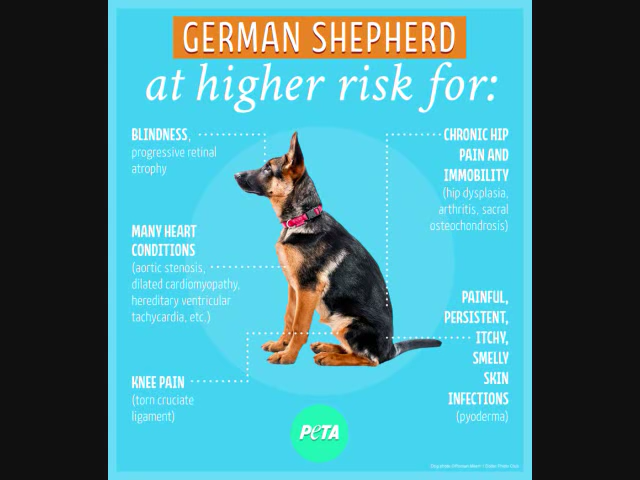 GERMAN SHEPHERD
at higher risk for:
BLINDNESS,
progressive retinal
atrophy
MANY HEART
CONDITIONS
(aortic stenosis,
dilated cardiomyopathy,
hereditary ventricular
tachycardia, etc.)
KNEE PAIN
(torn cruciate
ligament)
CHRONIC HIP
PAIN AND
IMMOBILITY
(hip dysplasia,
arthritis, sacral
osteochondrosis)
PAINFUL,
PERSISTENT,
ITCHY,
SMELLY
SKIN
INFECTIONS
(pyoderma)
PeTA